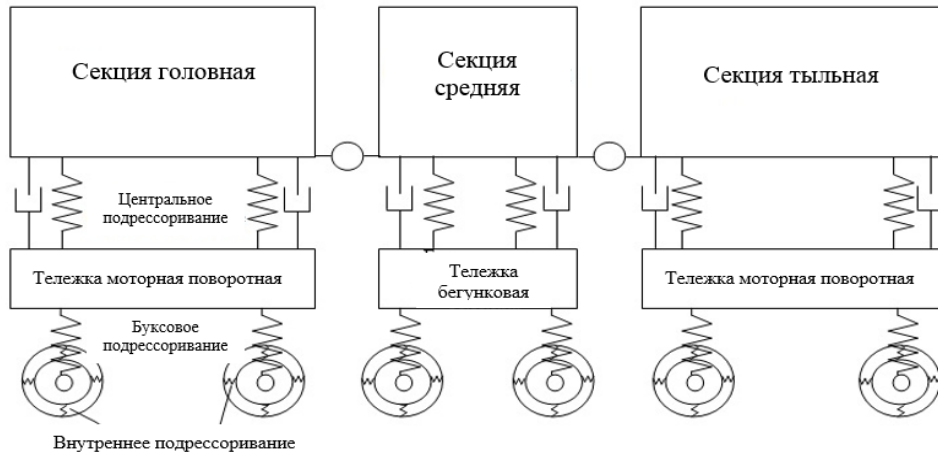 Секция головная
Секция
средняя
Секция тыльная
Центральное
подрессоривание
Тележка моторная поворотная
Тележка
бегунковая
Тележка моторная поворотная
Буксовое
подрессоривание
Внутреннее подрессоривание